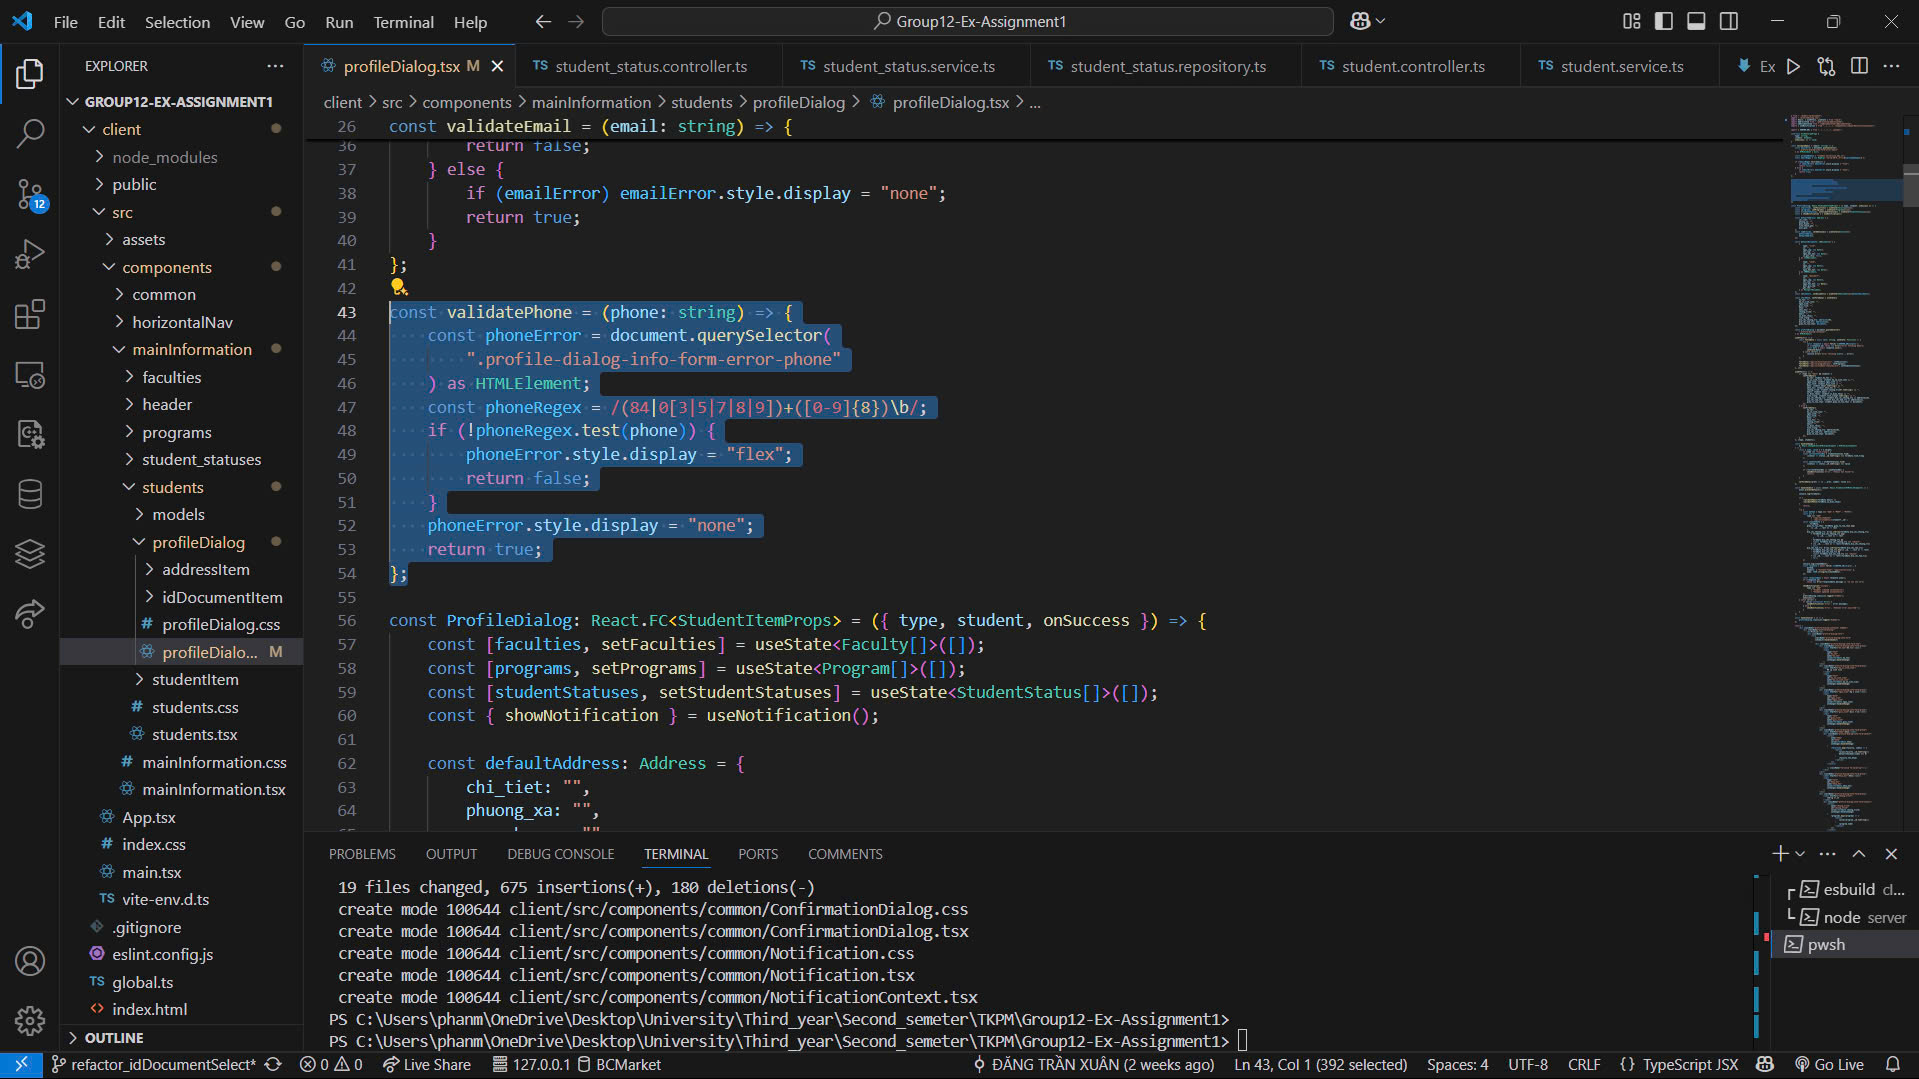 File Edit Selection View Go Run Terminal Help
Group12-Ex-Assignment1
EXPLORER
GROUP12-EX-ASSIGNMENT1
client
node_modules
public
src
assets
components
common
horizontalNav
mainInformation
faculties
header
programs
student_statuses
students
models
profileDialog
addressItem
idDocumentItem
# profileDialog.css
profileDialo... M
studentItem
# students.css
students.tsx
# mainInformation.css
mainInformation.tsx
App.tsx
# index.css
main.tsx
TS vite-env.d.ts
.gitignore
eslint.config.js
TS global.ts
<> index.html
OUTLINE
12
profileDialog.tsx M
TS student_status.controller.ts
TS student_status.service.ts
TS student_status.repository.ts
TS student.controller.ts
TS student.service.ts
Ex
client > src > components > mainInformation > students > profileDialog > profileDialog.tsx > ...
26 const validateEmail = (email: string) => {
36 return false;
37 } else {
38 if (emailError) emailError.style.display = "none";
39 return true;
40 }
41 };
42
43 const validatePhone = (phone: string) => {
44 const phoneError = document.querySelector(
45 ".profile-dialog-info-form-error-phone"
46 ) as HTMLElement;
47 const phoneRegex = /(84|0[3|5|7|8|9])+([0-9]{8})\b/;
48 if (!phoneRegex.test(phone)) {
49 phoneError.style.display = "flex";
50 return false;
51 }
52 phoneError.style.display = "none";
53 return true;
54 };
55
56 const ProfileDialog: React.FC<StudentItemProps> = ({ type, student, onSuccess }) => {
57 const [faculties, setFaculties] = useState<Faculty[]>([]);
58 const [programs, setPrograms] = useState<Program[]>([]);
59 const [studentStatuses, setStudentStatuses] = useState<StudentStatus[]>([]);
60 const { showNotification } = useNotification();
61
62 const defaultAddress: Address = {
63 chi_tiet: "",
64 phuong_xa: "",
PROBLEMS OUTPUT DEBUG CONSOLE TERMINAL PORTS COMMENTS
19 files changed, 675 insertions(+), 180 deletions(-)
create mode 100644 client/src/components/common/ConfirmationDialog.css
create mode 100644 client/src/components/common/ConfirmationDialog.tsx
create mode 100644 client/src/components/common/Notification.css
create mode 100644 client/src/components/common/Notification.tsx
create mode 100644 client/src/components/common/NotificationContext.tsx
PS C:\Users\phanm\OneDrive\Desktop\University\Third_year\Second_semeter\TKPM\Group12-Ex-Assignment1>
PS C:\Users\phanm\OneDrive\Desktop\University\Third_year\Second_semeter\TKPM\Group12-Ex-Assignment1>
esbuild cl...
node server
pwsh
refactor_idDocumentSelect* 0 0 Live Share 127.0.0.1 BCMarket ĐĂNG TRẦN XUÂN (2 weeks ago) Ln 43, Col 1 (392 selected) Spaces: 4 UTF-8 CRLF {} TypeScript JSX Go Live